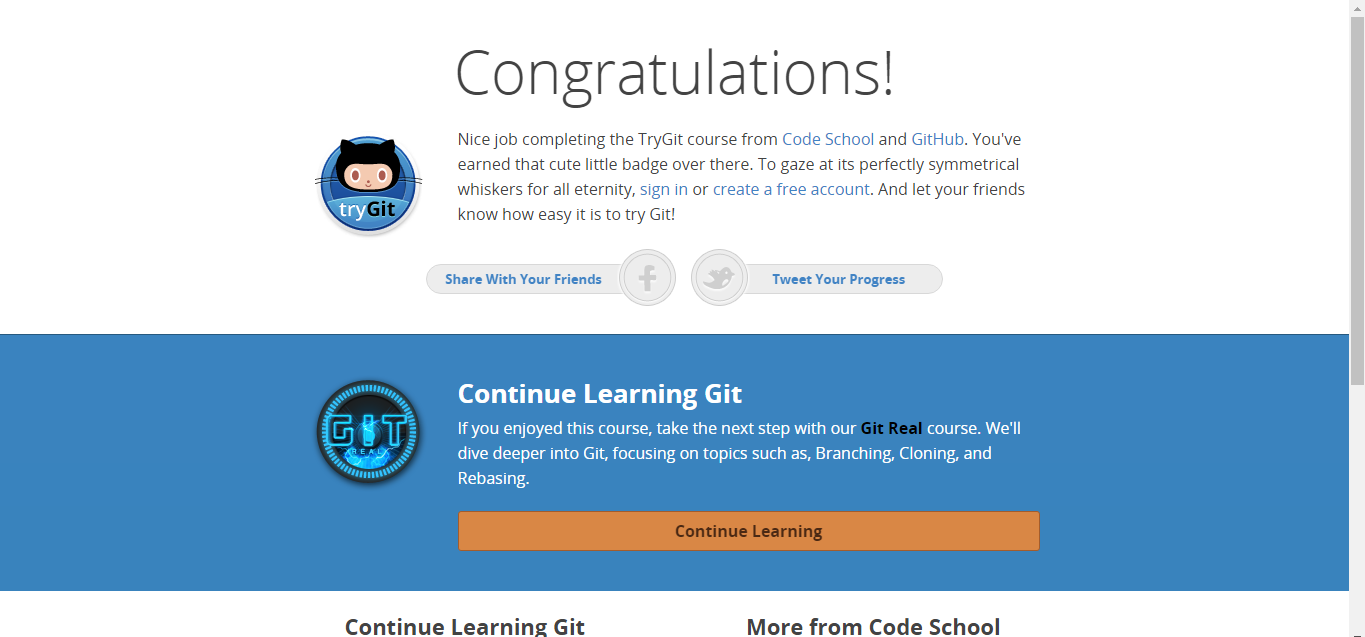 Congratulations!
Nice job completing the TryGit course from Code School and GitHub. You've
earned that cute little badge over there. To gaze at its perfectly symmetrical
whiskers for all eternity, sign in or create a free account. And let your friends
know how easy it is to try Git!
tryGit
Share With Your Friends
Tweet Your Progress
Continue Learning Git
If you enjoyed this course, take the next step with our Git Real course. We'll
dive deeper into Git, focusing on topics such as, Branching, Cloning, and
Rebasing.
GIT
REAL
Continue Learning
Continue Learning Git
More from Code School